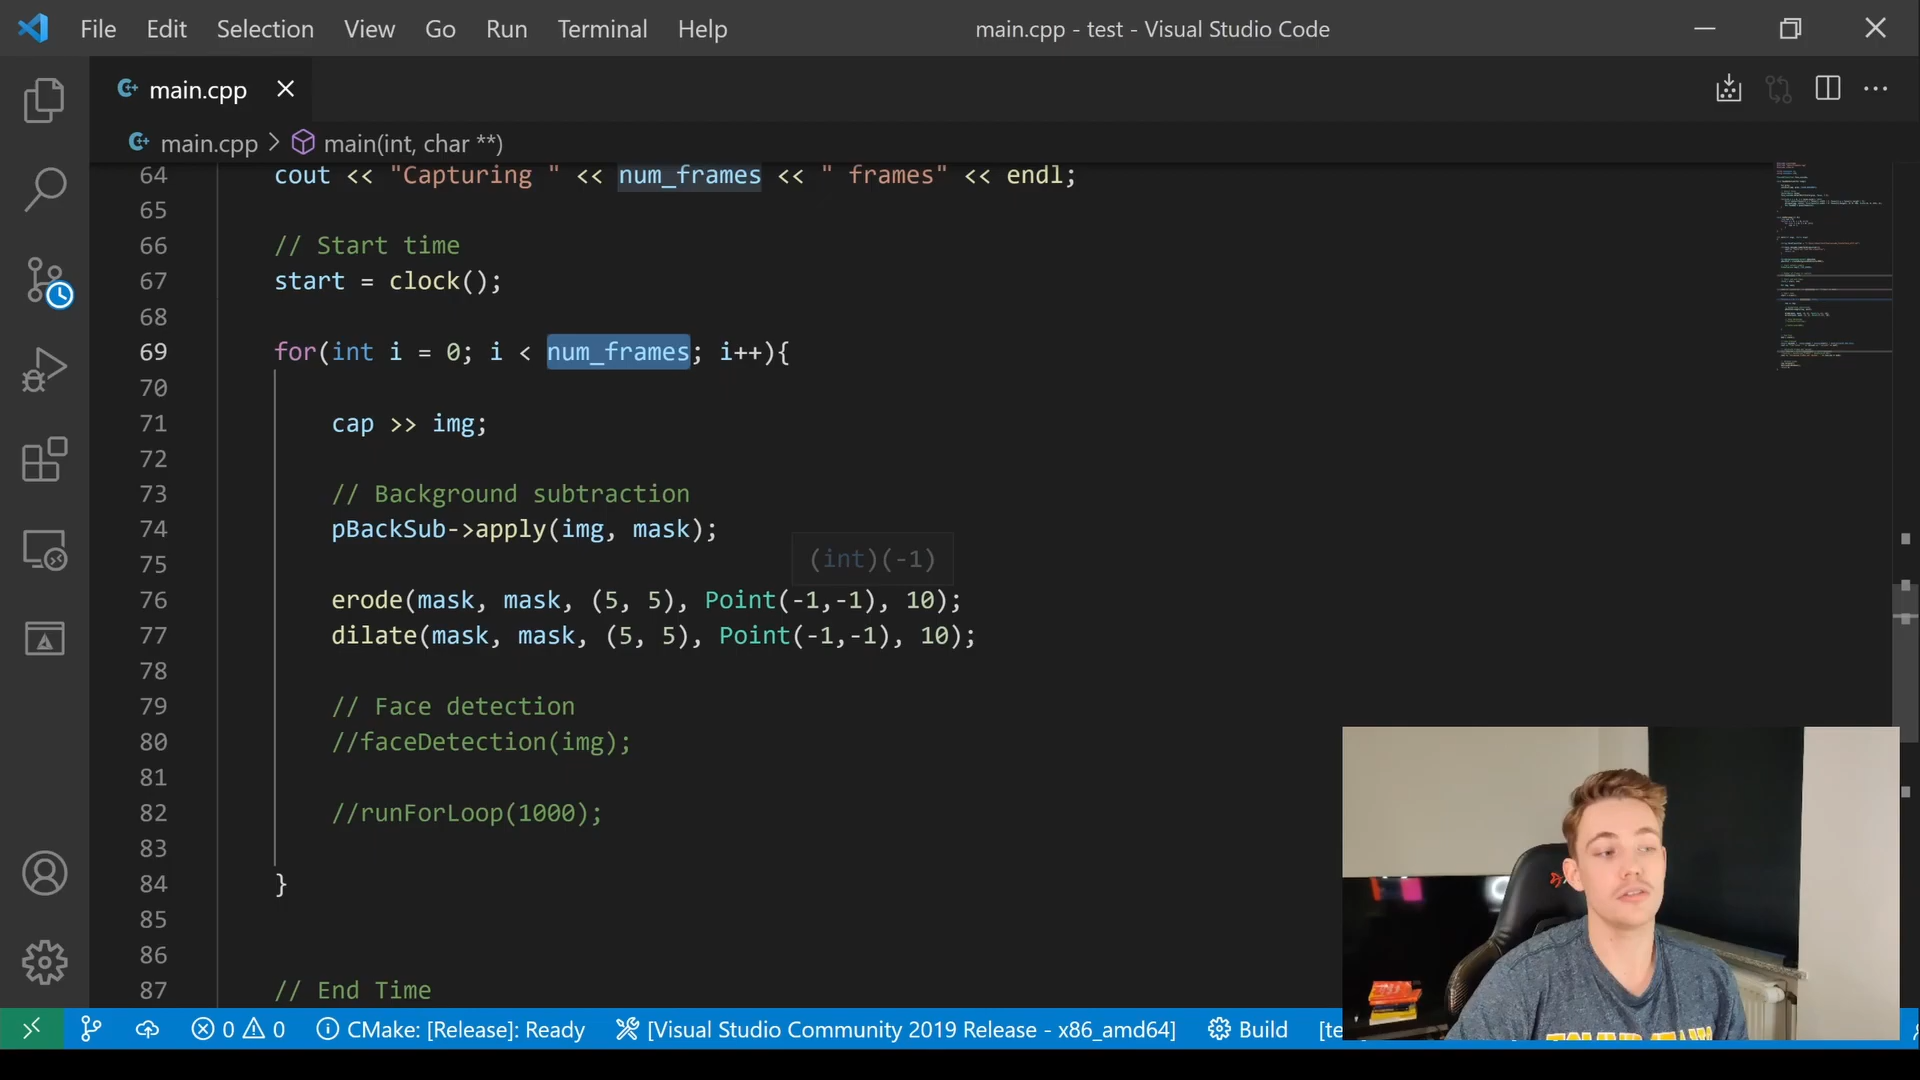 File Edit Selection View Go Run Terminal Help
main.cpp - test - Visual Studio Code
main.cpp
main.cpp > main(int, char **)
64 cout << "Capturing " << num_frames << " frames" << endl;
65
66 // Start time
67 start = clock();
68
69 for(int i = 0; i < num_frames; i++){
70
71 cap >> img;
72
73 // Background subtraction
74 pBackSub->apply(img, mask);
75
(int)(-1)
76 erode(mask, mask, (5, 5), Point(-1,-1), 10);
77 dilate(mask, mask, (5, 5), Point(-1,-1), 10);
78
79 // Face detection
80 //faceDetection(img);
81
82 //runForLoop(1000);
83
84 }
85
86
87 // End Time
0 0 CMake: [Release]: Ready [Visual Studio Community 2019 Release - x86_amd64] Build [te